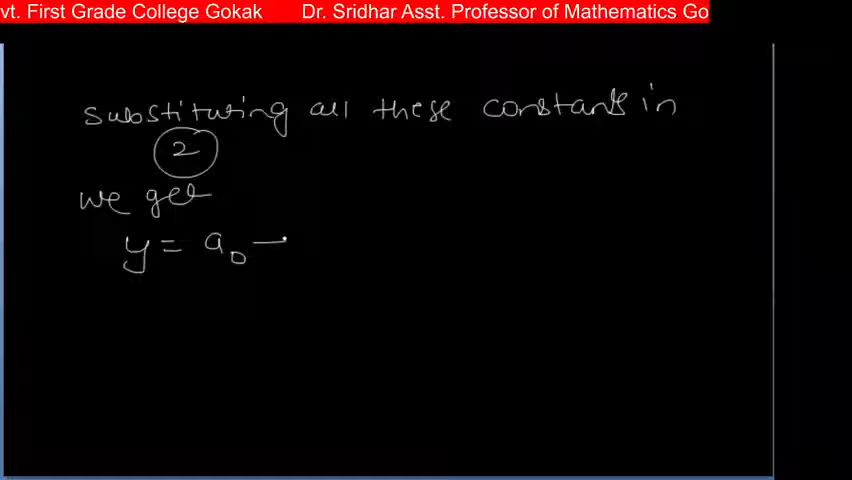 vt. First Grade College Gokak Dr. Sridhar Asst. Professor of Mathematics Go
substituting all these constants in
2
we get
y = a₀ —